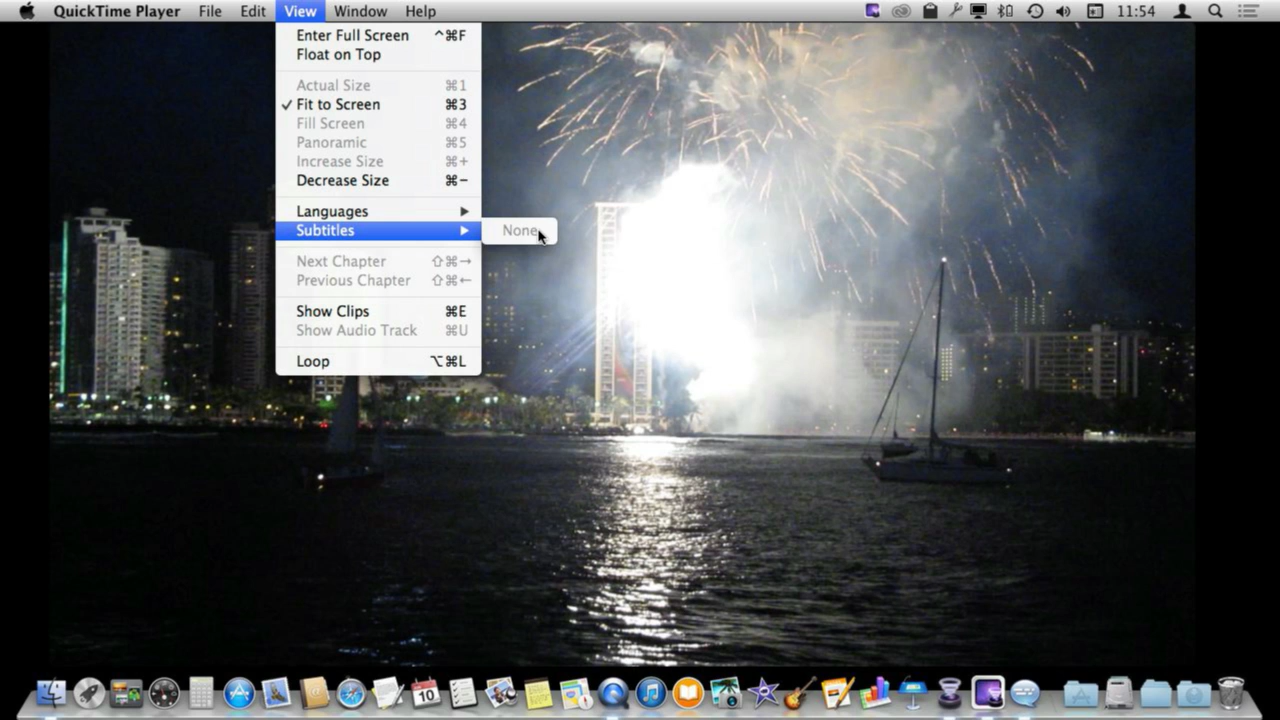 QuickTime Player File Edit View Window Help 11:54
Enter Full Screen ^⌘F
Float on Top
Actual Size ⌘1
✓ Fit to Screen ⌘3
Fill Screen ⌘4
Panoramic ⌘5
Increase Size ⌘+
Decrease Size ⌘−
Languages ▶
Subtitles ▶ None
Next Chapter ⇧⌘→
Previous Chapter ⇧⌘←
Show Clips ⌘E
Show Audio Track ⌘U
Loop ⌥⌘L
10